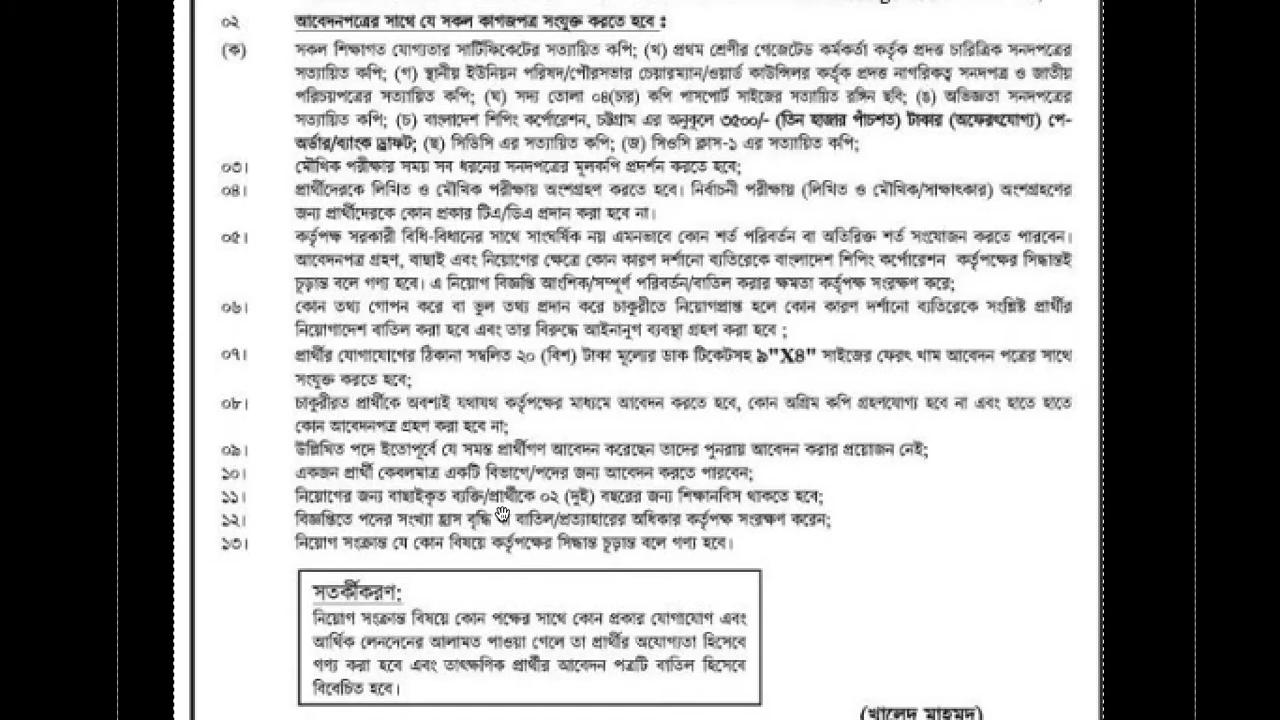 ০২ আবেদনপত্রের সাথে যে সকল কাগজপত্র সংযুক্ত করতে হবে ঃ
(ক) সকল শিক্ষাগত যোগ্যতার সার্টিফিকেটের সত্যায়িত কপি; (খ) প্রথম শ্রেণীর গেজেটেড কর্মকর্তা কর্তৃক প্রদত্ত চারিত্রিক সনদপত্রের
সত্যায়িত কপি; (গ) স্থানীয় ইউনিয়ন পরিষদ/পৌরসভার চেয়ারম্যান/ওয়ার্ড কাউন্সিলর কর্তৃক প্রদত্ত নাগরিকত্ব সনদপত্র ও জাতীয়
পরিচয়পত্রের সত্যায়িত কপি; (ঘ) সদ্য তোলা ০৪(চার) কপি পাসপোর্ট সাইজের সত্যায়িত রঙ্গিন ছবি; (ঙ) অভিজ্ঞতা সনদপত্রের
সত্যায়িত কপি; (চ) বাংলাদেশ শিপিং কর্পোরেশন, চট্টগ্রাম এর অনুকূলে ৩৫০০/- (তিন হাজার পাঁচশত) টাকার (অফেরৎযোগ্য) পে-
অর্ডার/ব্যাংক ড্রাফট; (ছ) সিডিসি এর সত্যায়িত কপি; (জ) সিওসি ক্লাস-১ এর সত্যায়িত কপি;
০৩। মৌখিক পরীক্ষার সময় সব ধরনের সনদপত্রের মূলকপি প্রদর্শন করতে হবে;
০৪। প্রার্থীদেরকে লিখিত ও মৌখিক পরীক্ষায় অংশগ্রহণ করতে হবে। নির্বাচনী পরীক্ষায় (লিখিত ও মৌখিক/সাক্ষাৎকার) অংশগ্রহণের
জন্য প্রার্থীদেরকে কোন প্রকার টিএ/ডিএ প্রদান করা হবে না।
০৫। কর্তৃপক্ষ সরকারী বিধি-বিধানের সাথে সাংঘর্ষিক নয় এমনভাবে কোন শর্ত পরিবর্তন বা অতিরিক্ত শর্ত সংযোজন করতে পারবেন।
আবেদনপত্র গ্রহণ, বাছাই এবং নিয়োগের ক্ষেত্রে কোন কারণ দর্শানো ব্যতিরেকে বাংলাদেশ শিপিং কর্পোরেশন কর্তৃপক্ষের সিদ্ধান্তই
চূড়ান্ত বলে গণ্য হবে। এ নিয়োগ বিজ্ঞপ্তি আংশিক/সম্পূর্ণ পরিবর্তন/বাতিল করার ক্ষমতা কর্তৃপক্ষ সংরক্ষণ করে;
০৬। কোন তথ্য গোপন করে বা ভুল তথ্য প্রদান করে চাকুরীতে নিয়োগপ্রাপ্ত হলে কোন কারণ দর্শানো ব্যতিরেকে সংশ্লিষ্ট প্রার্থীর
নিয়োগাদেশ বাতিল করা হবে এবং তার বিরুদ্ধে আইনানুগ ব্যবস্থা গ্রহণ করা হবে ;
০৭। প্রার্থীর যোগাযোগের ঠিকানা সম্বলিত ২০ (বিশ) টাকা মূল্যের ডাক টিকেটসহ ৯"X৪" সাইজের ফেরৎ খাম আবেদন পত্রের সাথে
সংযুক্ত করতে হবে;
০৮। চাকুরীরত প্রার্থীকে অবশ্যই যথাযথ কর্তৃপক্ষের মাধ্যমে আবেদন করতে হবে, কোন অগ্রিম কপি গ্রহণযোগ্য হবে না এবং হাতে হাতে
কোন আবেদনপত্র গ্রহণ করা হবে না;
০৯। উল্লিখিত পদে ইতোপূর্বে যে সমস্ত প্রার্থীগণ আবেদন করেছেন তাদের পুনরায় আবেদন করার প্রয়োজন নেই;
১০। একজন প্রার্থী কেবলমাত্র একটি বিভাগে/পদের জন্য আবেদন করতে পারবেন;
১১। নিয়োগের জন্য বাছাইকৃত ব্যক্তি/প্রার্থীকে ০২ (দুই) বছরের জন্য শিক্ষানবিস থাকতে হবে;
১২। বিজ্ঞপ্তিতে পদের সংখ্যা হ্রাস বৃদ্ধি বাতিল/প্রত্যাহারের অধিকার কর্তৃপক্ষ সংরক্ষণ করেন;
১৩। নিয়োগ সংক্রান্ত যে কোন বিষয়ে কর্তৃপক্ষের সিদ্ধান্ত চূড়ান্ত বলে গণ্য হবে।
সতর্কীকরণ:
নিয়োগ সংক্রান্ত বিষয়ে কোন পক্ষের সাথে কোন প্রকার যোগাযোগ এবং
আর্থিক লেনদেনের আলামত পাওয়া গেলে তা প্রার্থীর অযোগ্যতা হিসেবে
গণ্য করা হবে এবং তাৎক্ষণিক প্রার্থীর আবেদন পত্রটি বাতিল হিসেবে
বিবেচিত হবে।
(খালেদ মাহমুদ)